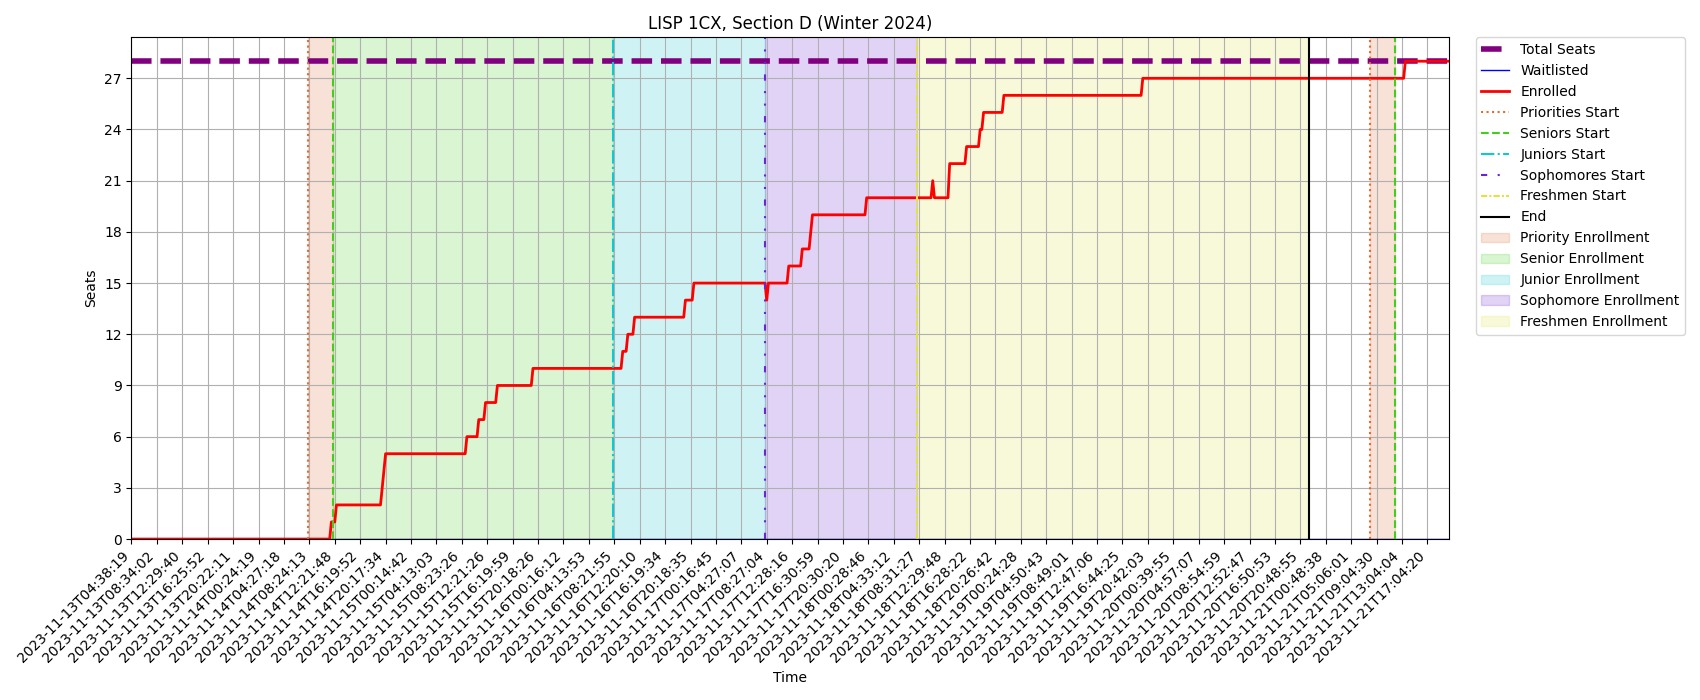 LISP 1CX, Section D (Winter 2024)
Seats
27
24
21
18
15
12
9
6
3
0
2023-11-13T04:38:19
2023-11-13T08:34:02
2023-11-13T12:29:40
2023-11-13T16:25:52
2023-11-13T20:22:11
2023-11-14T00:24:19
2023-11-14T04:27:18
2023-11-14T08:24:13
2023-11-14T12:21:48
2023-11-14T16:19:52
2023-11-14T20:17:34
2023-11-15T00:14:42
2023-11-15T04:13:03
2023-11-15T08:23:26
2023-11-15T12:21:26
2023-11-15T16:19:59
2023-11-15T20:18:26
2023-11-16T00:16:12
2023-11-16T04:13:53
2023-11-16T08:21:55
2023-11-16T12:20:10
2023-11-16T16:19:34
2023-11-16T20:18:35
2023-11-17T00:16:45
2023-11-17T04:27:07
2023-11-17T08:27:04
2023-11-17T12:28:16
2023-11-17T16:30:59
2023-11-17T20:30:20
2023-11-18T00:28:46
2023-11-18T04:33:12
2023-11-18T08:31:27
2023-11-18T12:29:48
2023-11-18T16:28:22
2023-11-18T20:26:42
2023-11-19T00:24:28
2023-11-19T04:50:43
2023-11-19T08:49:01
2023-11-19T12:47:06
2023-11-19T16:44:25
2023-11-19T20:42:03
2023-11-20T00:39:55
2023-11-20T04:57:07
2023-11-20T08:54:59
2023-11-20T12:52:47
2023-11-20T16:50:53
2023-11-20T20:48:55
2023-11-21T00:48:38
2023-11-21T05:06:01
2023-11-21T09:04:30
2023-11-21T13:04:04
2023-11-21T17:04:20
Time
Total Seats
Waitlisted
Enrolled
Priorities Start
Seniors Start
Juniors Start
Sophomores Start
Freshmen Start
End
Priority Enrollment
Senior Enrollment
Junior Enrollment
Sophomore Enrollment
Freshmen Enrollment